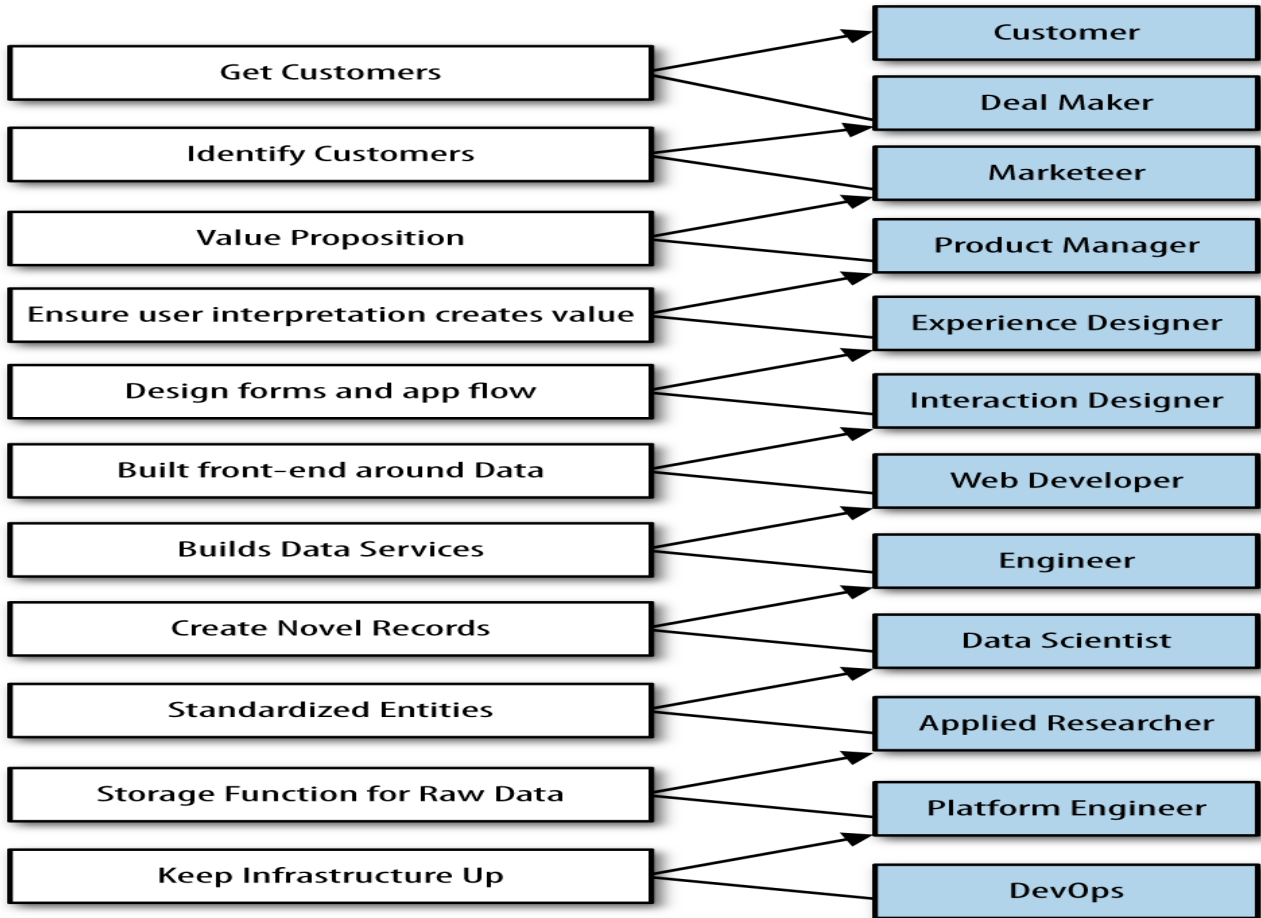 Get Customers
Identify Customers
Value Proposition
Ensure user interpretation creates value
Design forms and app flow
Built front-end around Data
Builds Data Services
Create Novel Records
Standardized Entities
Storage Function for Raw Data
Keep Infrastructure Up
Customer
Deal Maker
Marketeer
Product Manager
Experience Designer
Interaction Designer
Web Developer
Engineer
Data Scientist
Applied Researcher
Platform Engineer
DevOps